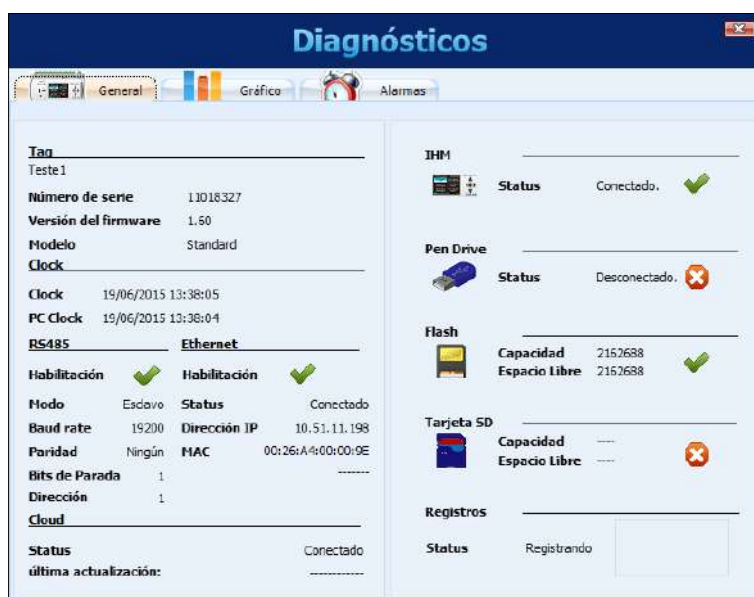 Diagnósticos
General Gráfico Alarmas
Tag
Teste1
Número de serie 11018327
Versión del firmware 1.60
Modelo Standard
Clock
Clock 19/06/2015 13:38:05
PC Clock 19/06/2015 13:38:04
RS485 Ethernet
Habilitación Habilitación
Modo Esclavo Status Conectado
Baud rate 19200 Dirección IP 10.51.11.198
Paridad Ningún MAC 00:26:A4:00:00:9E
Bits de Parada 1 -------
Dirección 1
Cloud
Status Conectado
última actualización: ------------
IHM
Status Conectado.
Pen Drive
Status Desconectado.
Flash
Capacidad 2152688
Espacio Libre 2152688
Tarjeta SD
Capacidad ----
Espacio Libre ----
Registros
Status Registrando